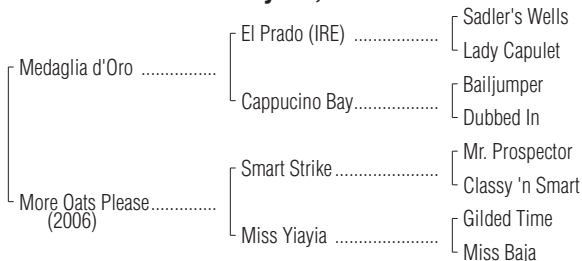 Sadler's Wells
El Prado (IRE) ..................
Lady Capulet
Medaglia d'Oro ................
Bailjumper
Cappucino Bay..................
Dubbed In
Mr. Prospector
Smart Strike ......................
Classy 'n Smart
More Oats Please..............
(2006)
Gilded Time
Miss Yiayia ......................
Miss Baja